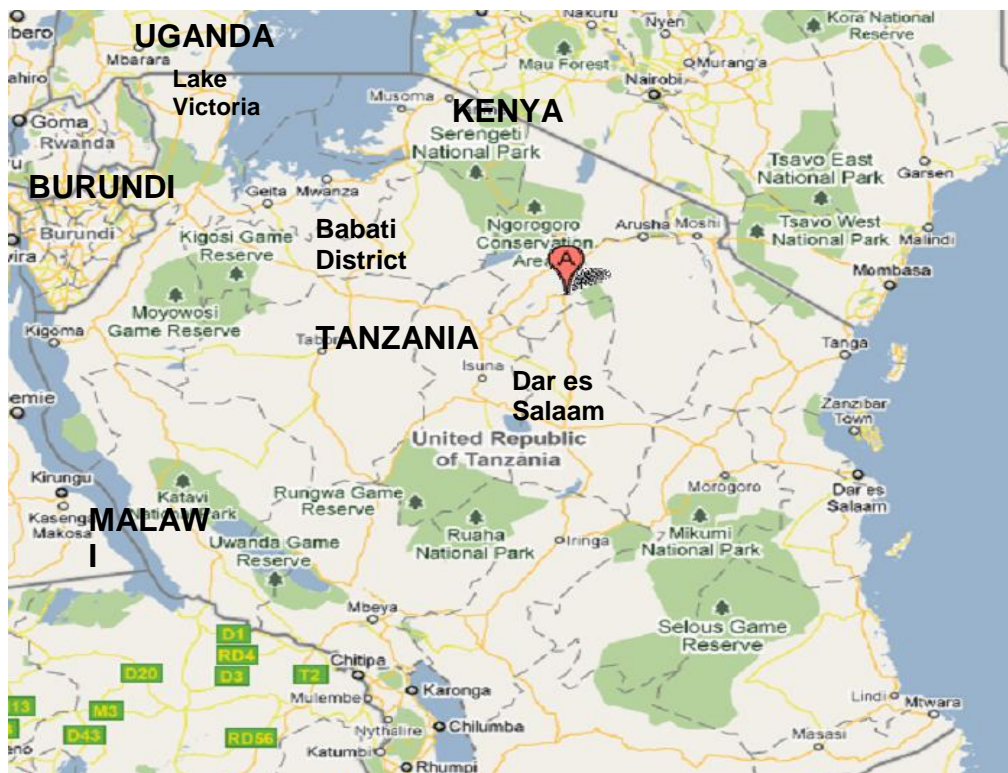 Nakuru
Nyen
Kora National
Reserve
UGANDA
Mbarara
Mau Forest
Murang'a
Nairobi
Lake
Victoria
Musoma
KENYA
Goma
Rwanda
Serengeti
National Park
Tsavo East
National Park
Garsen
BURUNDI
Geita
Mwanza
Burundi
Kigosi Game
Reserve
Babati
District
Ngorogoro
Conservation
Area
Arusha
Moshi
Tsavo West
National Park
Malindi
A
Mombasa
Moyowosi
Game Reserve
Kigoma
TANZANIA
Tabora
Isuna
Tanga
Dar es
Salaam
Zanzibar
Town
United Republic
of Tanzania
Kirungu
Katavi
National Park
Rungwa Game
Reserve
Morogoro
Dar es
Salaam
Kasenga
Makosa
MALAW
I
Uwanda Game
Reserve
Ruaha
National Park
Iringa
Mikumi
National Park
Mbeya
Selous Game
Reserve
D1
RD4
D20
D3
T2
Chitipa
Karonga
Mulembe
M3
Lindi
Mtwara
D43
RD56
Nythalire
Chilumba
Masasi
Katumbi
Rhumpi